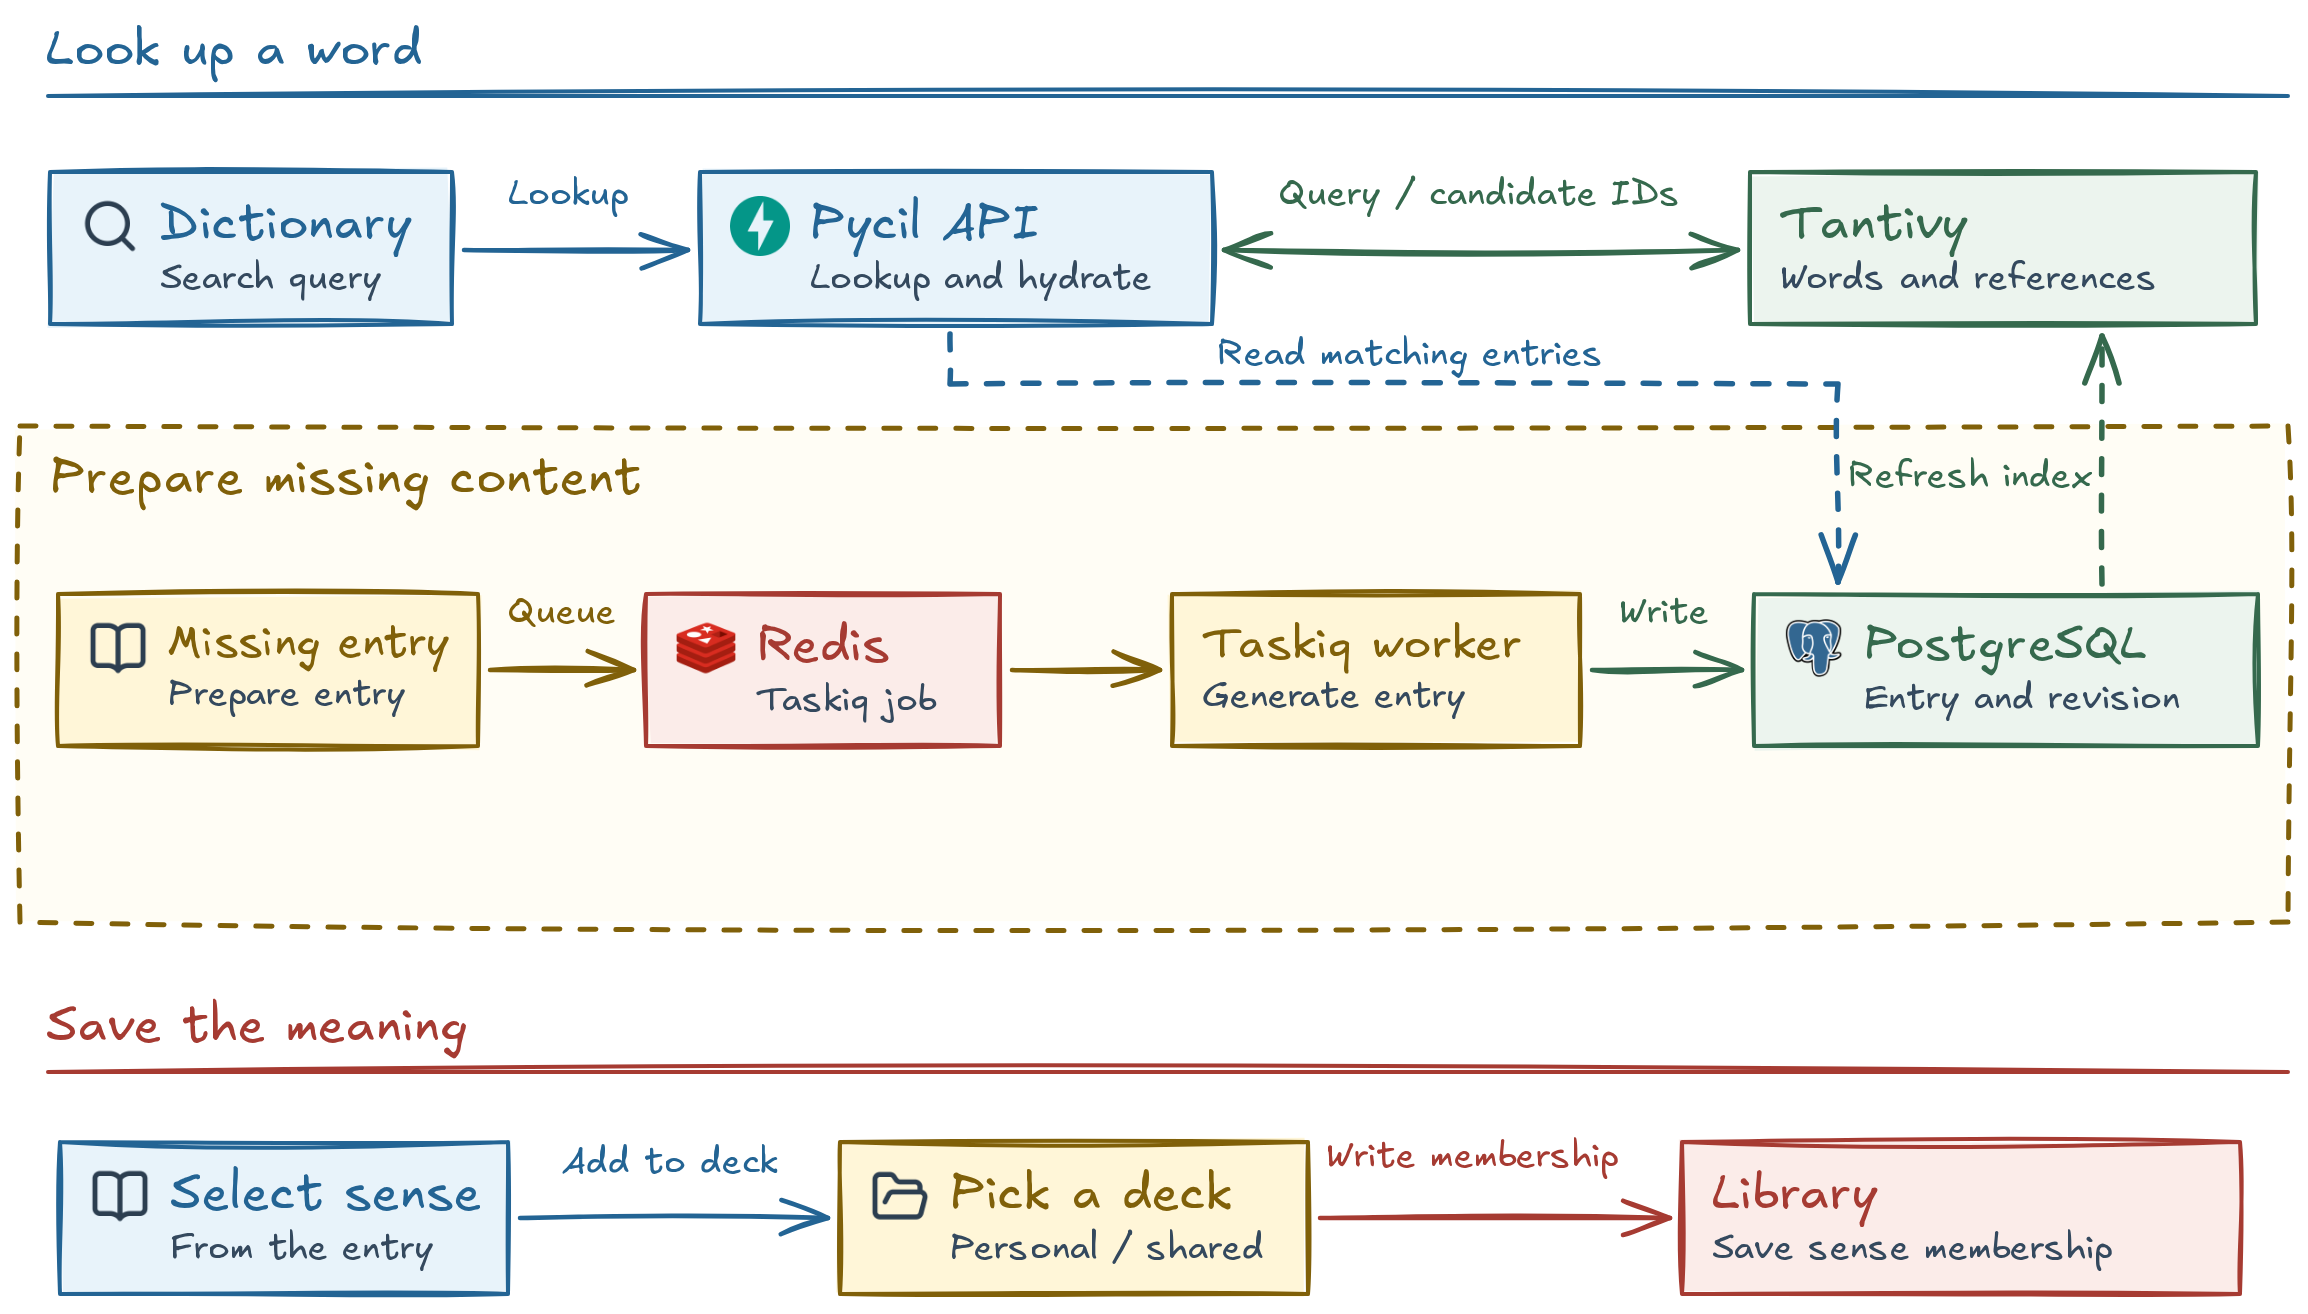 Look up a word
Dictionary
Search query
Lookup
Pycil API
Lookup and hydrate
Query / candidate IDs
Tantivy
Words and references
Read matching entries
Refresh index
Prepare missing content
Missing entry
Prepare entry
Queue
Redis
Taskiq job
Taskiq worker
Generate entry
Write
PostgreSQL
Entry and revision
Save the meaning
Select sense
From the entry
Add to deck
Pick a deck
Personal / shared
Write membership
Library
Save sense membership